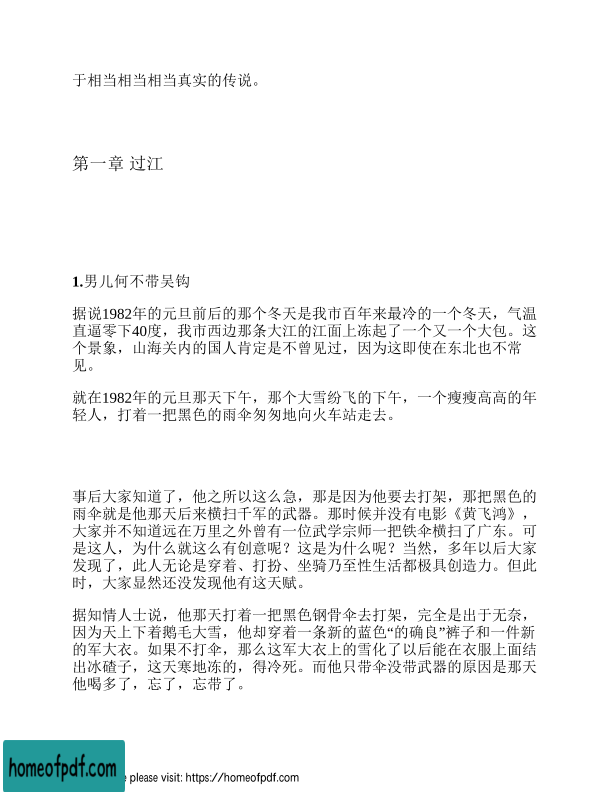 于相当相当相当真实的传说。
第一章 过江
1.男儿何不带吴钩
据说1982年的元旦前后的那个冬天是我市百年来最冷的一个冬天，气温
直逼零下40度，我市西边那条大江的江面上冻起了一个又一个大包。这
个景象，山海关内的国人肯定是不曾见过，因为这即使在东北也不常
见。
就在1982年的元旦那天下午，那个大雪纷飞的下午，一个瘦瘦高高的年
轻人，打着一把黑色的雨伞匆匆地向火车站走去。
事后大家知道了，他之所以这么急，那是因为他要去打架，那把黑色的
雨伞就是他那天后来横扫千军的武器。那时候并没有电影《黄飞鸿》，
大家并不知道远在万里之外曾有一位武学宗师一把铁伞横扫了广东。可
是这人，为什么就这么有创意呢？这是为什么呢？当然，多年以后大家
发现了，此人无论是穿着、打扮、坐骑乃至性生活都极具创造力。但此
时，大家显然还没发现他有这天赋。
据知情人士说，他那天打着一把黑色钢骨伞去打架，完全是出于无奈，
因为天上下着鹅毛大雪，他却穿着一条新的蓝色“的确良”裤子和一件新
的军大衣。如果不打伞，那么这军大衣上的雪化了以后能在衣服上面结
出冰碴子，这天寒地冻的，得冷死。而他只带伞没带武器的原因是那天
他喝多了，忘了，忘带了。
homeofpdf.com
e please visit: https://homeofpdf.com